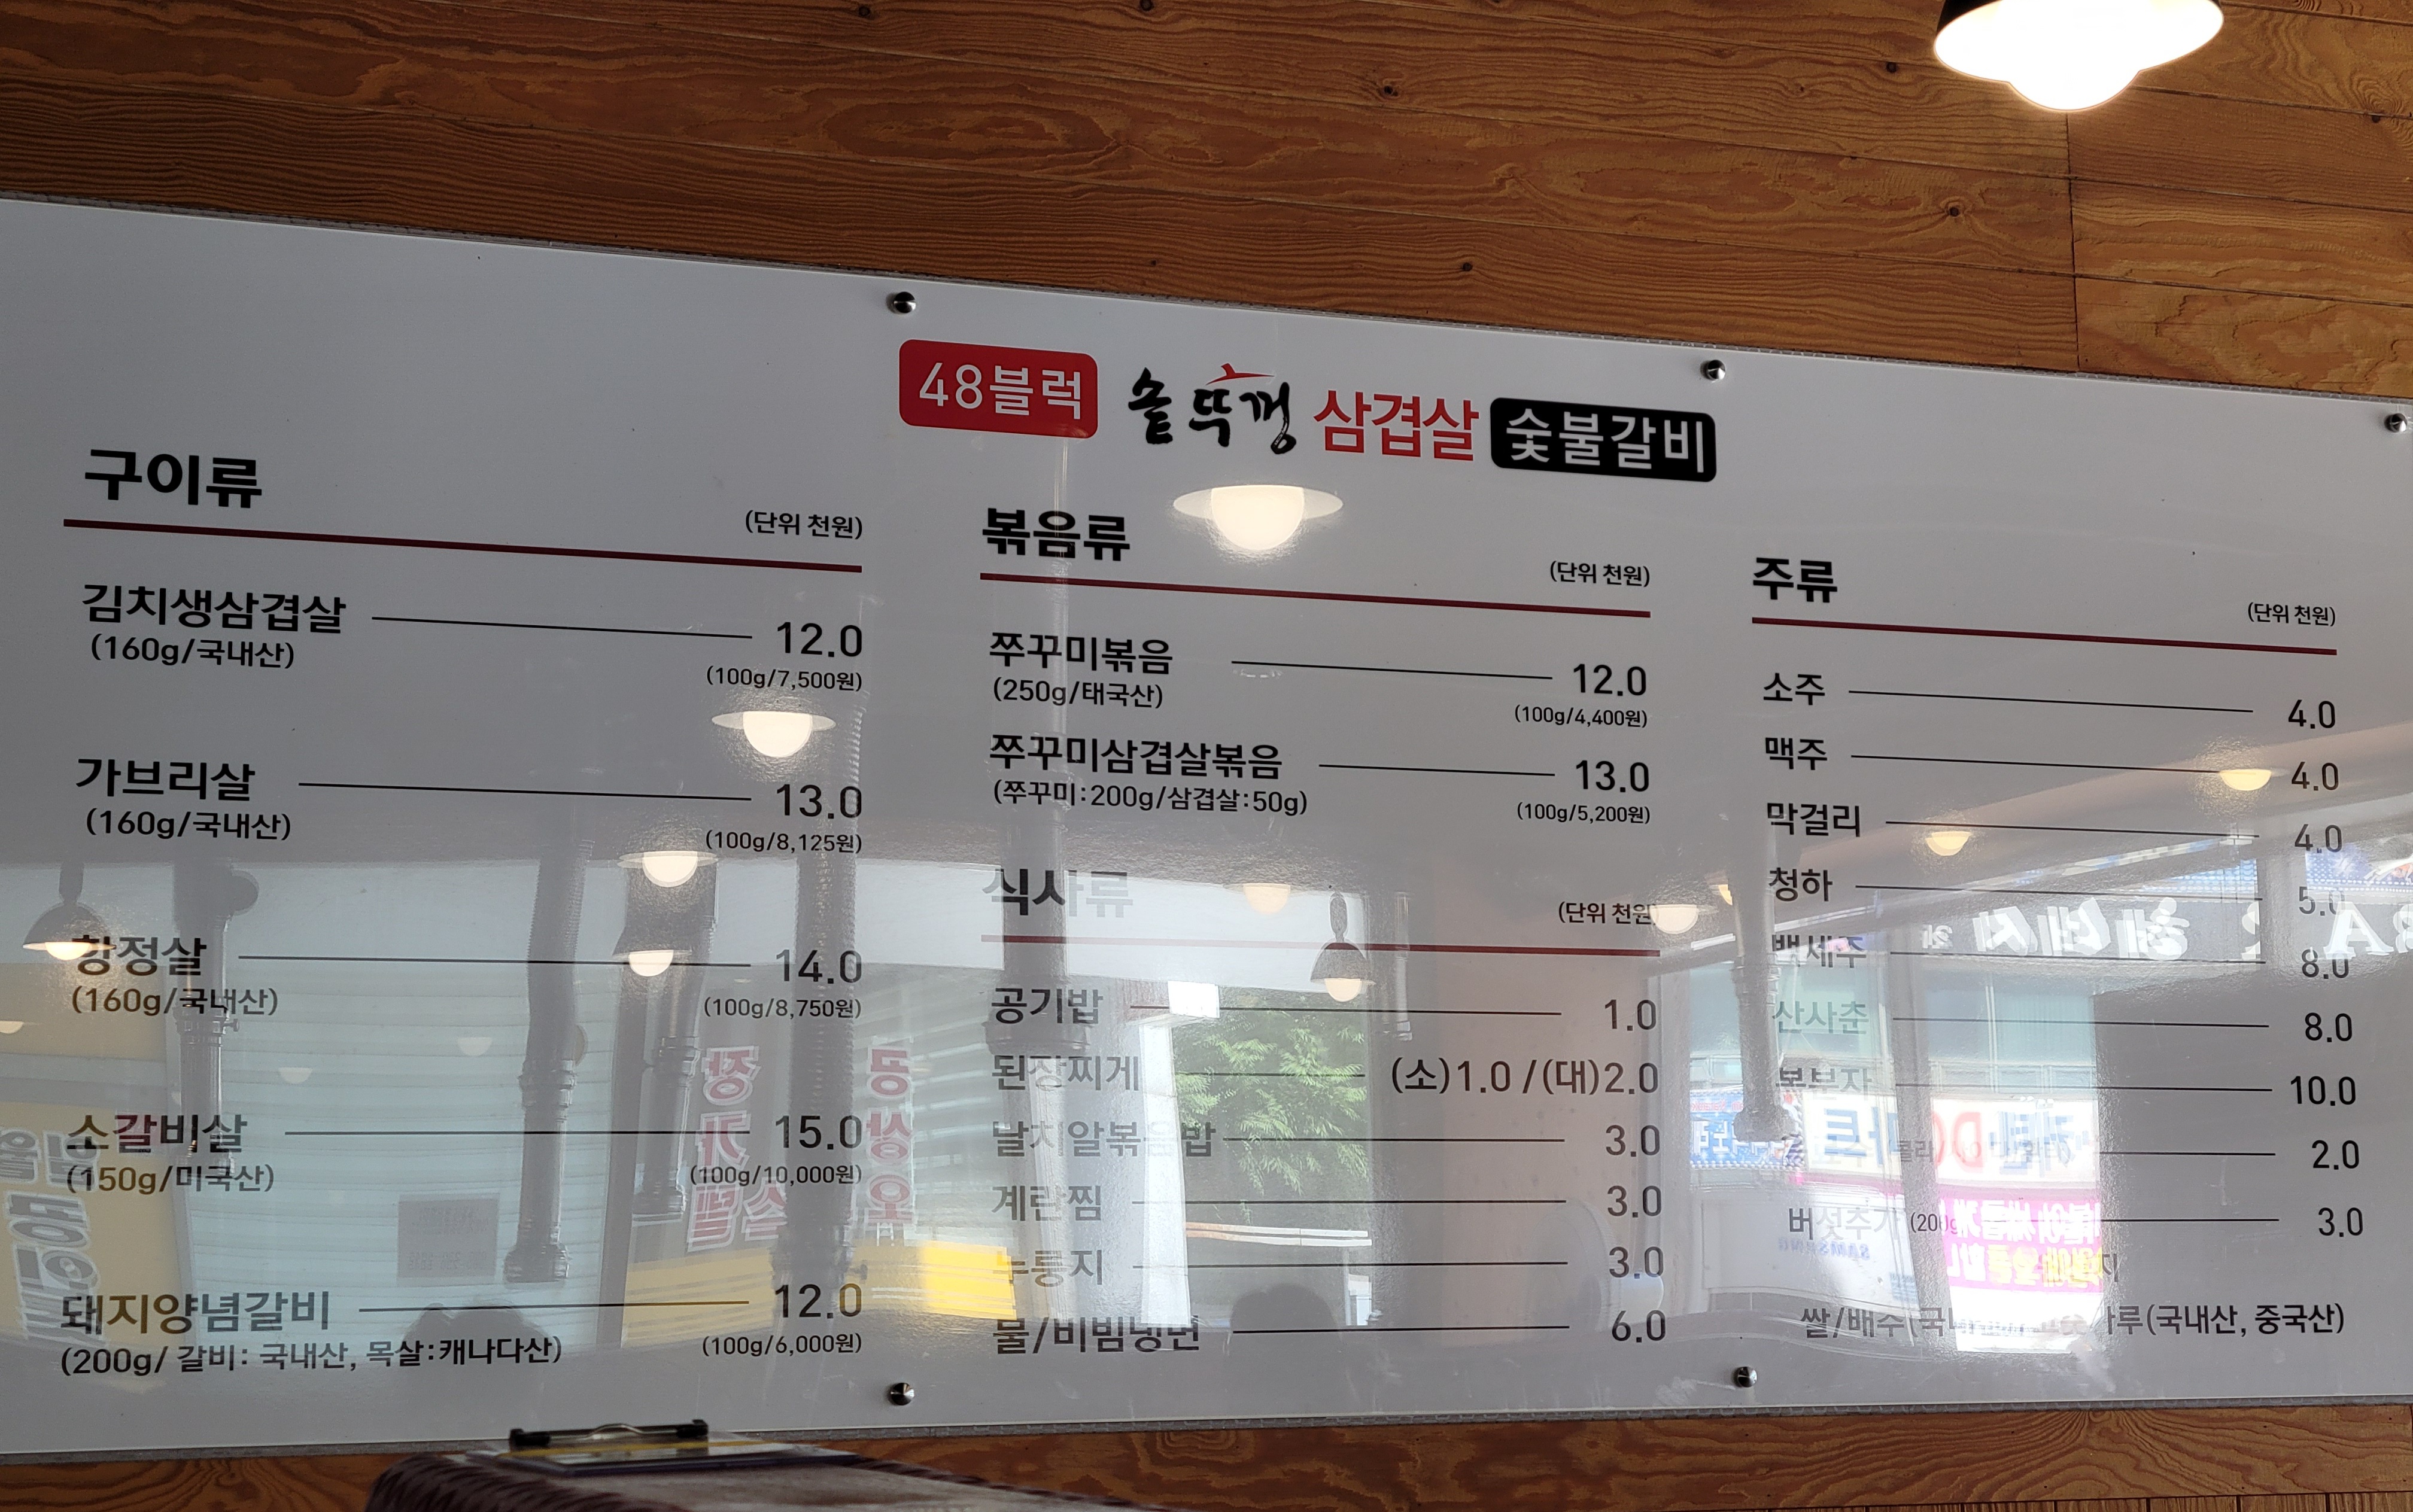 48블럭 솥뚜껑 삼겹살 숯불갈비
구이류
(단위 천원)
김치생삼겹살 12.0
(160g/국내산)
(100g/7,500원)
가브리살 13.0
(160g/국내산)
(100g/8,125원)
항정살 14.0
(160g/국내산)
(100g/8,750원)
소갈비살 15.0
(150g/미국산)
(100g/10,000원)
돼지양념갈비 12.0
(200g/ 갈비: 국내산, 목살:캐나다산)
(100g/6,000원)
볶음류
(단위 천원)
쭈꾸미볶음 12.0
(250g/태국산)
(100g/4,400원)
쭈꾸미삼겹살볶음 13.0
(쭈꾸미:200g/삼겹살:50g)
(100g/5,200원)
식사류
(단위 천원)
공기밥 1.0
된장찌게 (소)1.0 /(대)2.0
날치알볶음밥 3.0
계란찜 3.0
누룽지 3.0
물/비빔냉면 6.0
주류
(단위 천원)
소주 4.0
맥주 4.0
막걸리 4.0
청하 5.0
백세주 8.0
산사춘 8.0
복분자 10.0
2.0
버섯추가 3.0
쌀/배추 (국내산, 중국산)